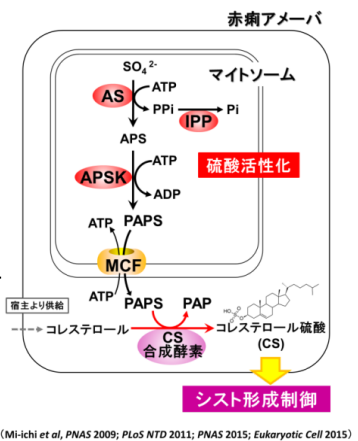 赤痢アメーバ
SO₄ ²⁻
マイトソーム
ATP
AS
PPi
Pi
IPP
APS
硫酸活性化
ATP
APSK
ADP
ATP
PAPS
MCF
ATP
宿主より供給
PAPS
PAP
HO
コレステロール
コレステロール硫酸
(CS)
CS
合成酵素
シスト形成制御
(Mi-ichi et al, PNAS 2009; PLoS NTD 2011; PNAS 2015; Eukaryotic Cell 2015)